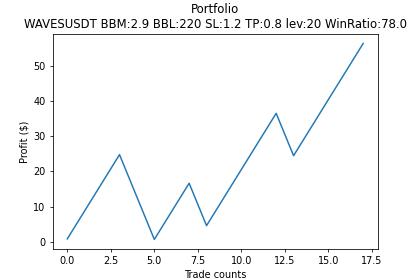 Portfolio
WAVESUSDT BBM:2.9 BBL:220 SL:1.2 TP:0.8 lev:20 WinRatio:78.0
Profit ($)
50
40
30
20
10
0
0.0 2.5 5.0 7.5 10.0 12.5 15.0 17.5
Trade counts